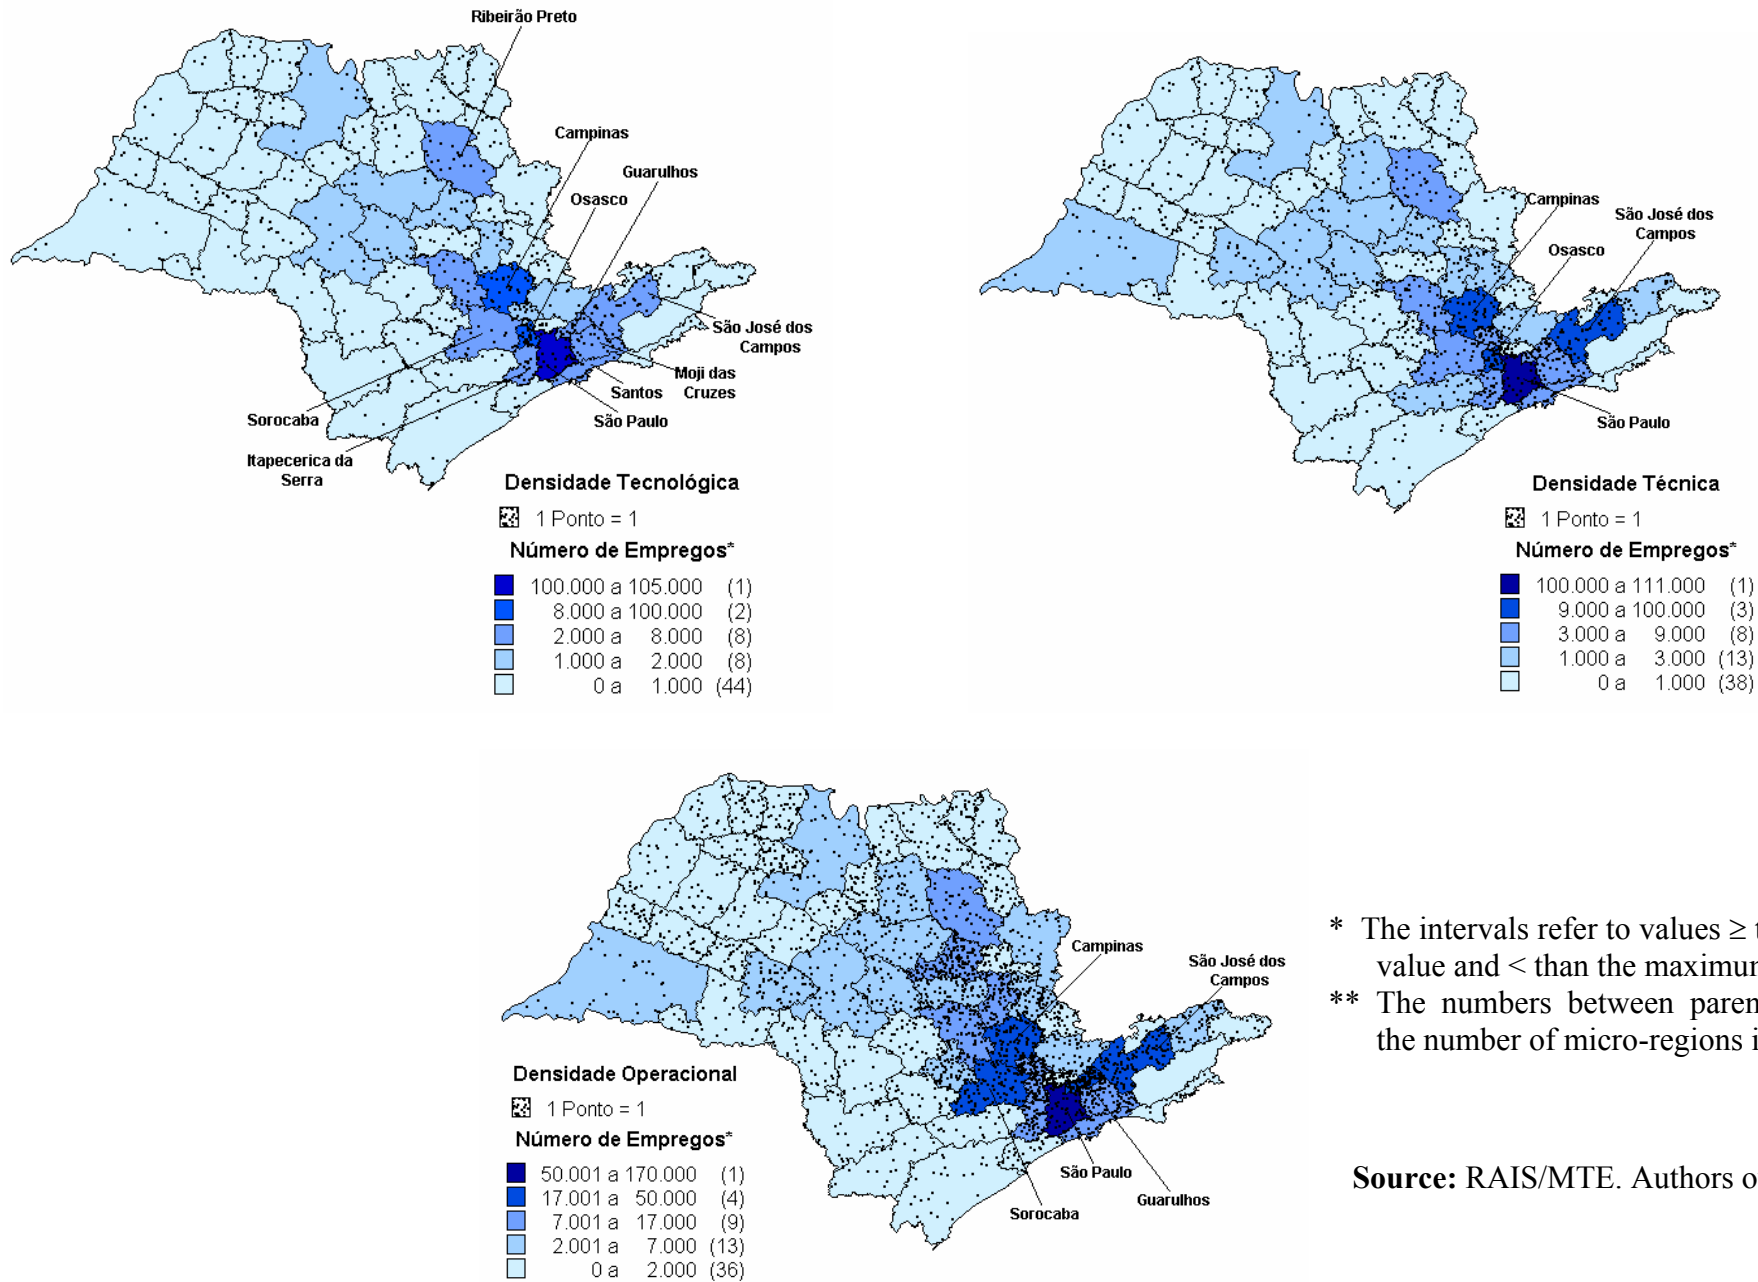 Ribeirão Preto
Campinas
Guarulhos
Osasco
São José dos
Campos
Moji das
Cruzes
Santos
São Paulo
Sorocaba
Itapecerica da
Serra
Densidade Tecnológica
1 Ponto = 1
Número de Empregos*
100.000 a 105.000 (1)
8.000 a 100.000 (2)
2.000 a 8.000 (8)
1.000 a 2.000 (8)
0 a 1.000 (44)
Campinas
São José dos
Campos
Osasco
São Paulo
Densidade Técnica
1 Ponto = 1
Número de Empregos*
100.000 a 111.000 (1)
9.000 a 100.000 (3)
3.000 a 9.000 (8)
1.000 a 3.000 (13)
0 a 1.000 (38)
Campinas
São José dos
Campos
São Paulo
Guarulhos
Sorocaba
Densidade Operacional
1 Ponto = 1
Número de Empregos*
50.001 a 170.000 (1)
17.001 a 50.000 (4)
7.001 a 17.000 (9)
2.001 a 7.000 (13)
0 a 2.000 (36)
* The intervals refer to values ≥
value and < than the maximum
** The numbers between
the number of micro-regions
Source: RAIS/MTE. Authors